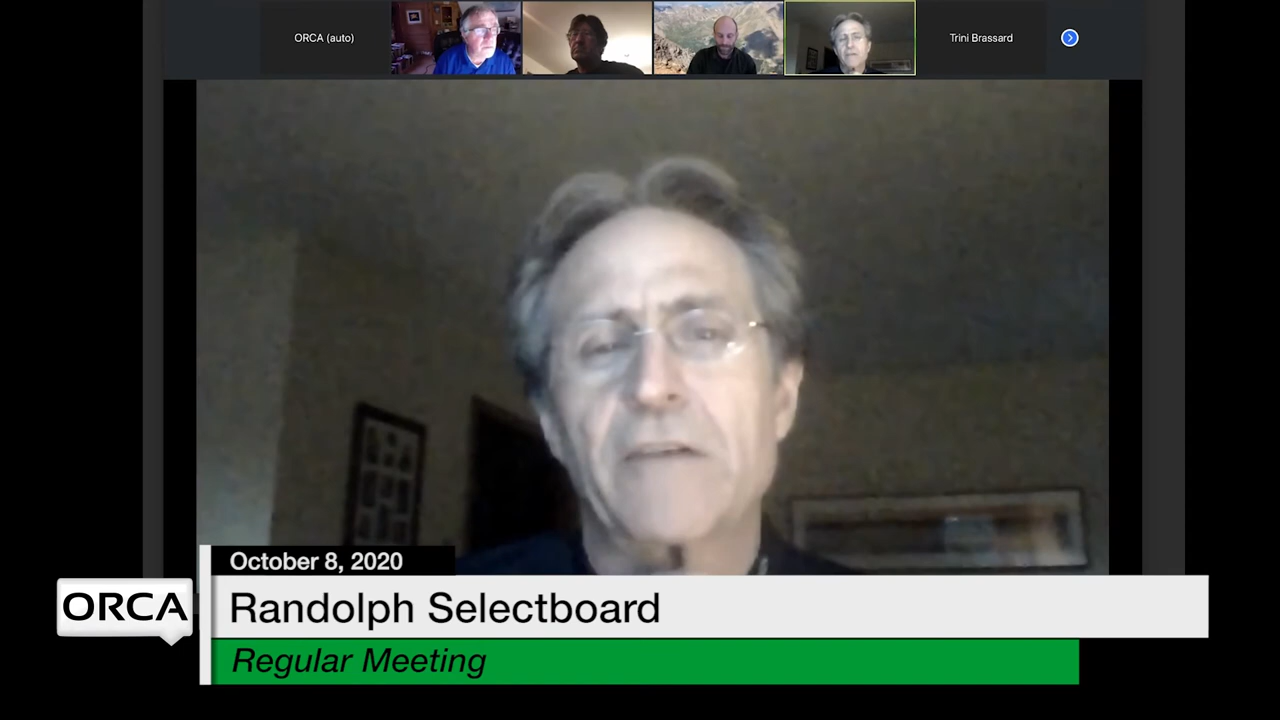 ORCA (auto)
Trini Brassard
October 8, 2020
ORCA
Randolph Selectboard
Regular Meeting